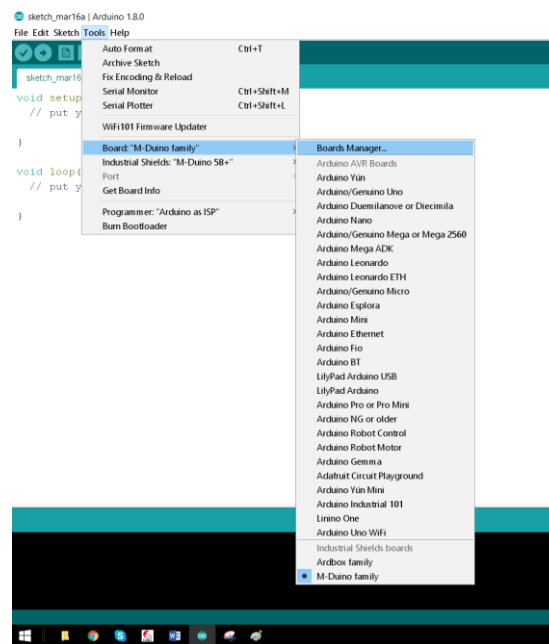 sketch_mar16a | Arduino 1.8.0
File Edit Sketch Tools Help
sketch_mar16
void setup
// put y
}
void loop(
// put y
}
Auto Format Ctrl+T
Archive Sketch
Fix Encoding & Reload
Serial Monitor Ctrl+Shift+M
Serial Plotter Ctrl+Shift+L
WiFi101 Firmware Updater
Board: "M-Duino family"
Industrial Shields: "M-Duino 58+"
Port
Get Board Info
Programmer: "Arduino as ISP"
Burn Bootloader
Boards Manager...
Arduino AVR Boards
Arduino Yún
Arduino/Genuino Uno
Arduino Duemilanove or Diecimila
Arduino Nano
Arduino/Genuino Mega or Mega 2560
Arduino Mega ADK
Arduino Leonardo
Arduino Leonardo ETH
Arduino/Genuino Micro
Arduino Esplora
Arduino Mini
Arduino Ethernet
Arduino Fio
Arduino BT
LilyPad Arduino USB
LilyPad Arduino
Arduino Pro or Pro Mini
Arduino NG or older
Arduino Robot Control
Arduino Robot Motor
Arduino Gemma
Adafruit Circuit Playground
Arduino Yún Mini
Arduino Industrial 101
Linino One
Arduino Uno WiFi
Industrial Shields boards
Ardbox family
M-Duino family